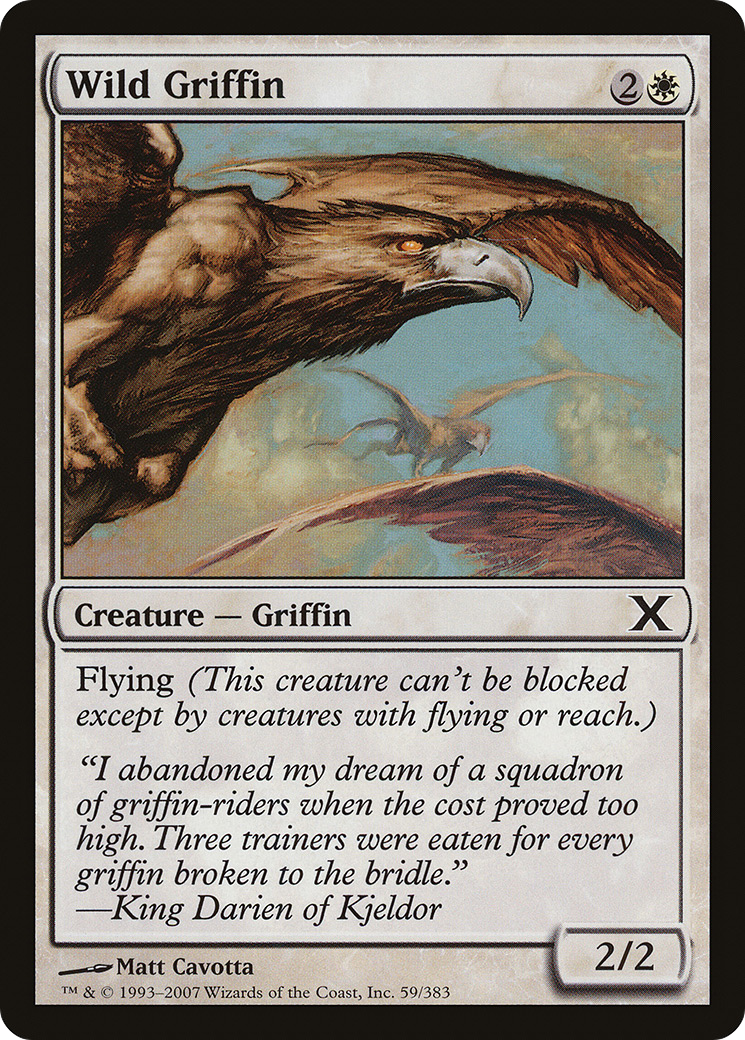 Wild Griffin 2
Creature — Griffin X
Flying (This creature can't be blocked
except by creatures with flying or reach.)
"I abandoned my dream of a squadron
of griffin-riders when the cost proved too
high. Three trainers were eaten for every
griffin broken to the bridle."
—King Darien of Kjeldor
2/2
Matt Cavotta
™ & © 1993–2007 Wizards of the Coast, Inc. 59/383